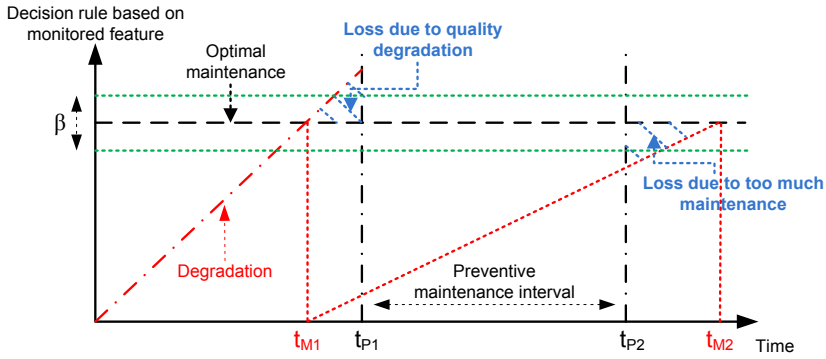 Decision rule based on
monitored feature
Loss due to quality
degradation
Optimal
maintenance
β
Loss due to too much
maintenance
Degradation
Preventive
maintenance interval
tM1
tP1
tP2
tM2
Time